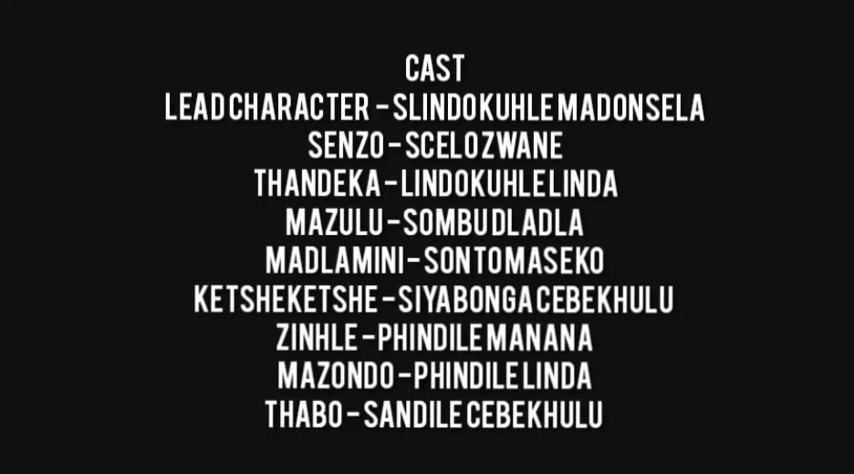 CAST
LEAD CHARACTER - SLINDOKUHLE MADONSELA
SENZO - SCELO ZWANE
THANDEKA - LINDOKUHLE LINDA
MAZULU - SOMBU DLADLA
MADLAMINI - SONTO MASEKO
KETSHEKETSHE - SIYABONGA CEBEKHULU
ZINHLE - PHINDILE MANANA
MAZONDO - PHINDILE LINDA
THABO - SANDILE CEBEKHULU